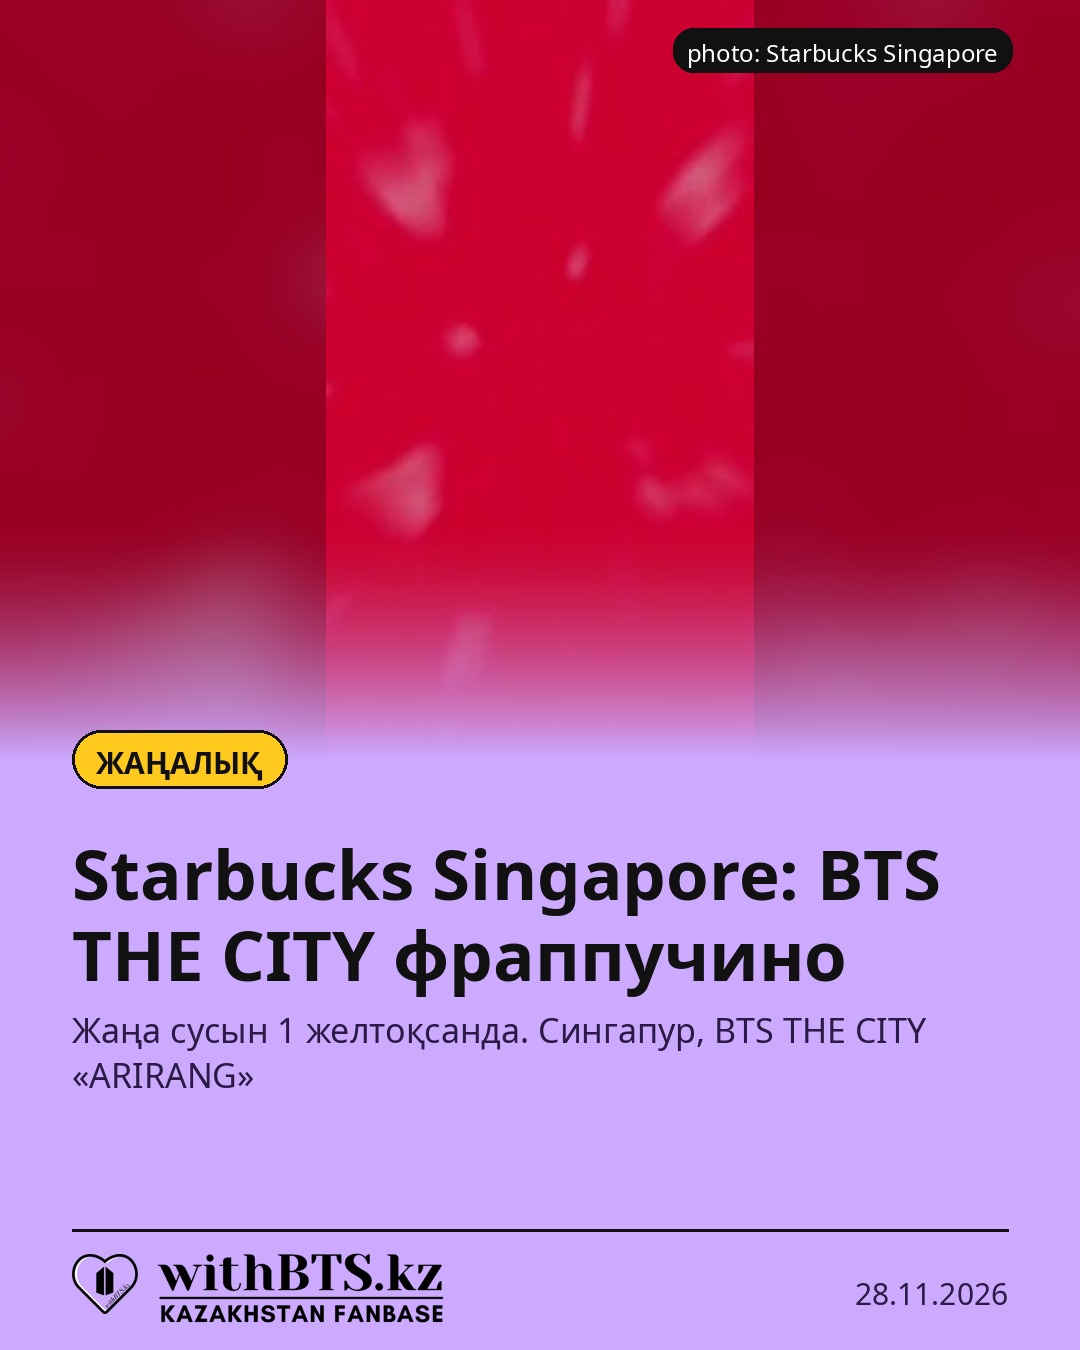 photo: Starbucks Singapore
ЖАҢАЛЫҚ
Starbucks Singapore: BTS
THE CITY фраппучино
Жаңа сусын 1 желтоқсанда. Сингапур, BTS THE CITY
«ARIRANG»
withBTS.kz
KAZAKHSTAN FANBASE
28.11.2026